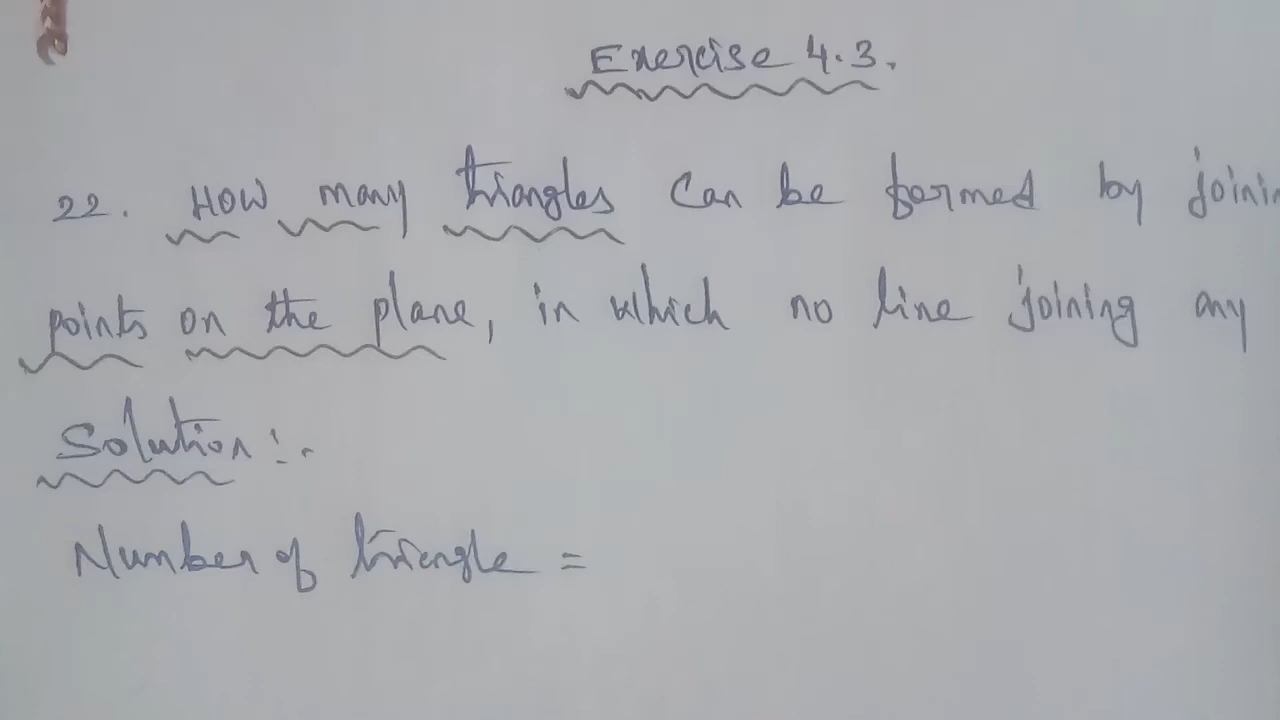 Exercise 4.3.
22. How many triangles can be formed by joinin
points on the plane, in which no line joining any
Solution:-
Number of triangle =